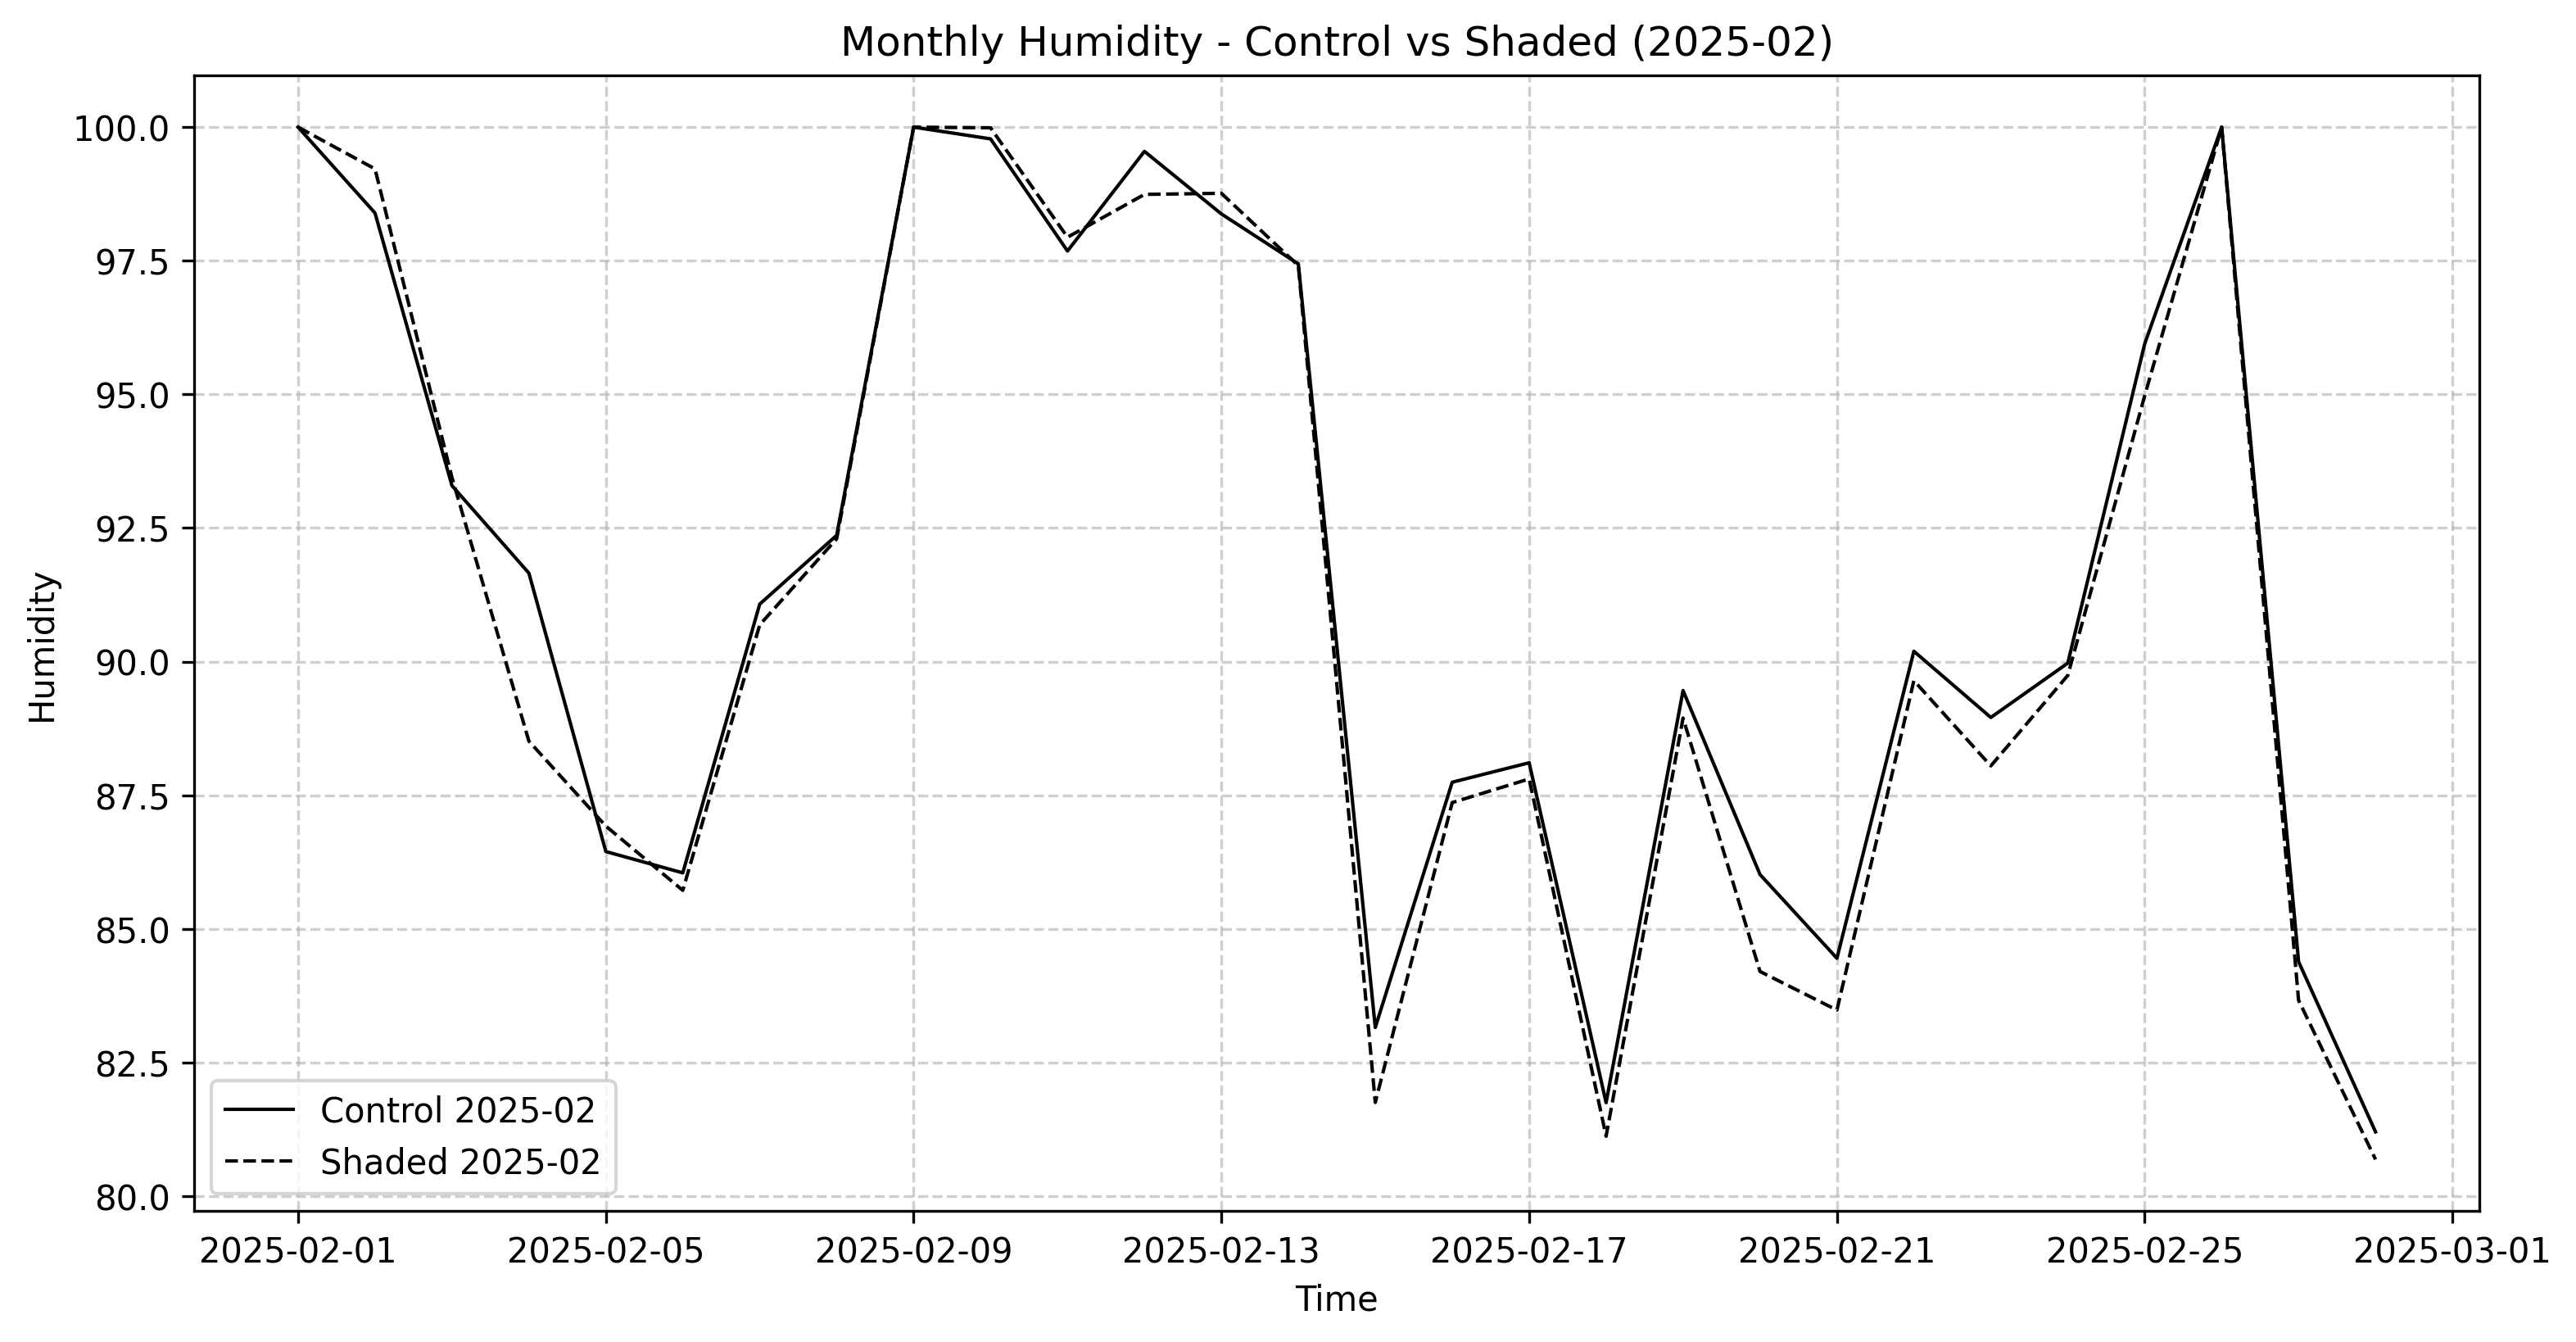 Monthly Humidity - Control vs Shaded (2025-02)
100.0
97.5
95.0
92.5
90.0
87.5
85.0
82.5
80.0
Humidity
Control 2025-02
Shaded 2025-02
2025-02-01 2025-02-05 2025-02-09 2025-02-13 2025-02-17 2025-02-21 2025-02-25 2025-03-01
Time